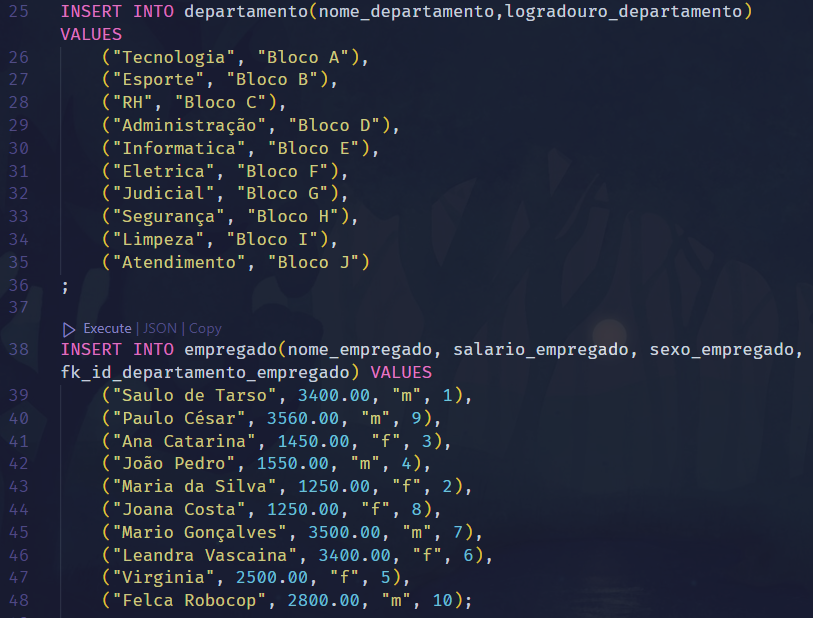 25 INSERT INTO departamento(nome_departamento,logradouro_departamento)
VALUES
26 ("Tecnologia", "Bloco A"),
27 ("Esporte", "Bloco B"),
28 ("RH", "Bloco C"),
29 ("Administração", "Bloco D"),
30 ("Informatica", "Bloco E"),
31 ("Eletrica", "Bloco F"),
32 ("Judicial", "Bloco G"),
33 ("Segurança", "Bloco H"),
34 ("Limpeza", "Bloco I"),
35 ("Atendimento", "Bloco J")
36 ;
37
Execute | JSON | Copy
38 INSERT INTO empregado(nome_empregado, salario_empregado, sexo_empregado,
fk_id_departamento_empregado) VALUES
39 ("Saulo de Tarso", 3400.00, "m", 1),
40 ("Paulo César", 3560.00, "m", 9),
41 ("Ana Catarina", 1450.00, "f", 3),
42 ("João Pedro", 1550.00, "m", 4),
43 ("Maria da Silva", 1250.00, "f", 2),
44 ("Joana Costa", 1250.00, "f", 8),
45 ("Mario Gonçalves", 3500.00, "m", 7),
46 ("Leandra Vascaina", 3400.00, "f", 6),
47 ("Virginia", 2500.00, "f", 5),
48 ("Felca Robocop", 2800.00, "m", 10);